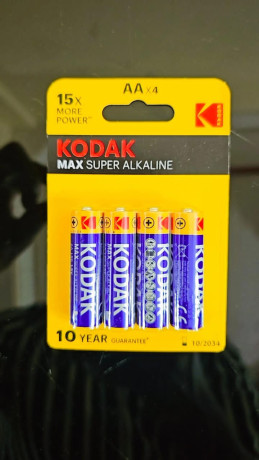 AA x4
15x
MORE
POWER*
KODAK
KODAK
MAX SUPER ALKALINE
KODAK
KODAK
KODAK
10 YEAR GUARANTEE*
10/2034